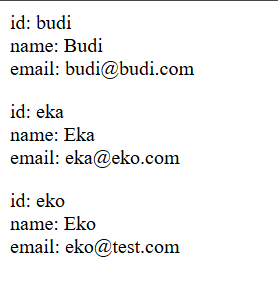 id: budi
name: Budi
email: budi@budi.com
id: eka
name: Eka
email: eka@eko.com
id: eko
name: Eko
email: eko@test.com